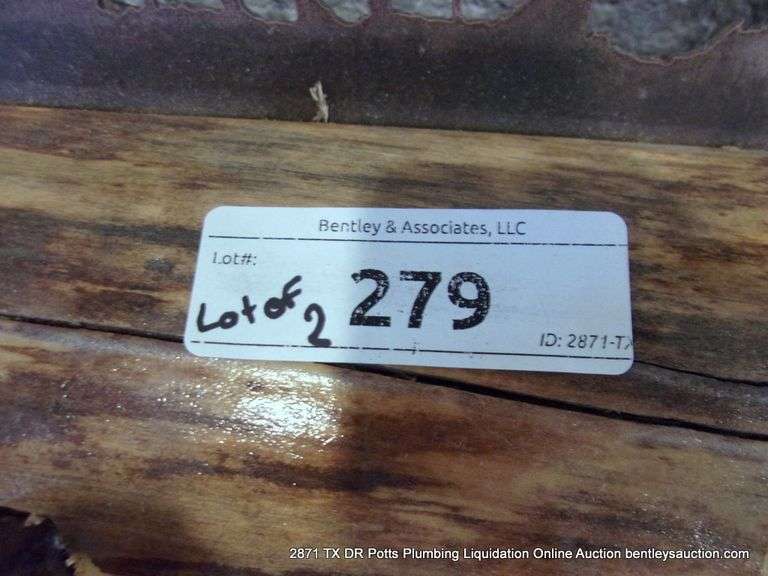 Bentley & Associates, LLC
Lot#:
Lot of 2
279
ID: 2871-TX
2871 TX DR Potts Plumbing Liquidation Online Auction bentleysauction.com